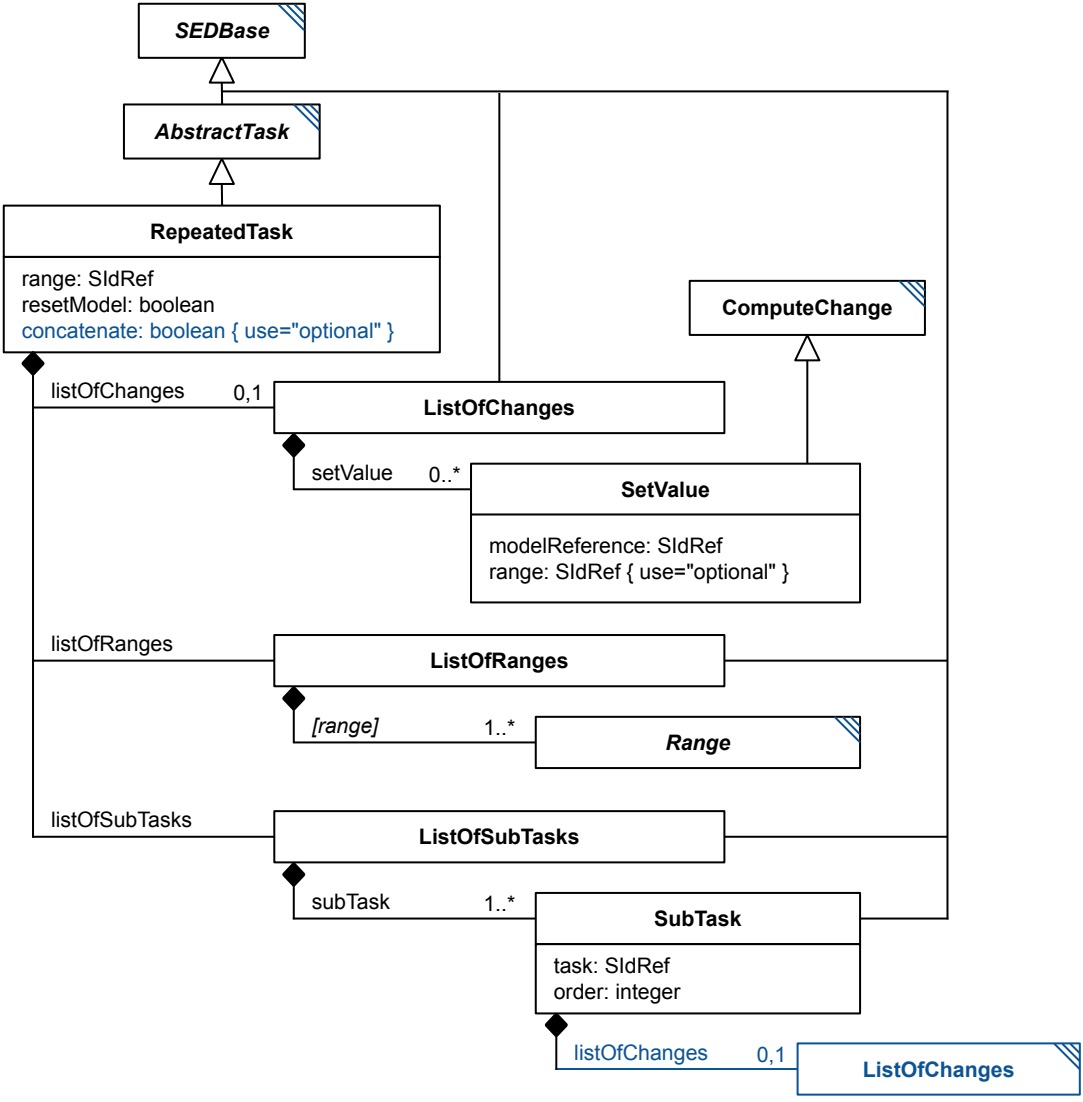 SEDBase
AbstractTask
RepeatedTask
range: SIdRef
resetModel: boolean
concatenate: boolean { use="optional" }
ComputeChange
listOfChanges 0,1
ListOfChanges
setValue 0..*
SetValue
modelReference: SIdRef
range: SIdRef { use="optional" }
listOfRanges
ListOfRanges
[range] 1..*
Range
listOfSubTasks
ListOfSubTasks
subTask 1..*
SubTask
task: SIdRef
order: integer
listOfChanges 0,1
ListOfChanges